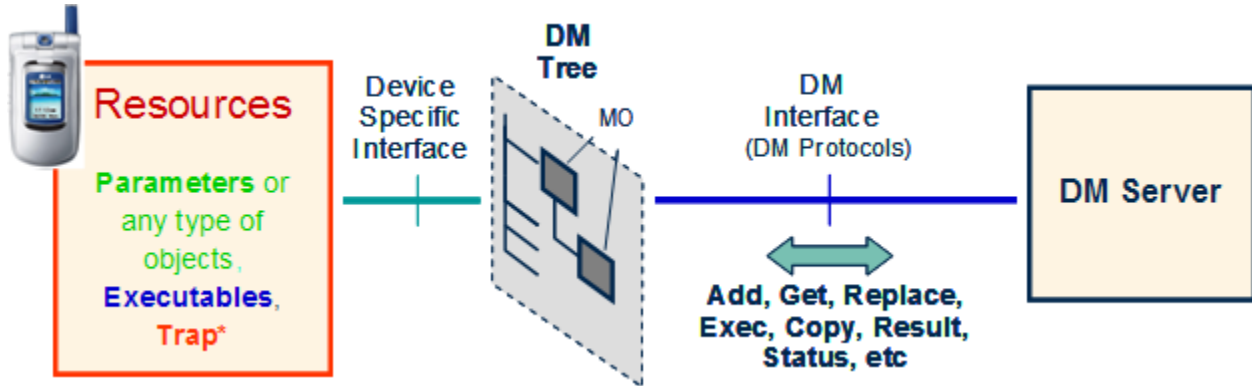 Resources
Parameters or
any type of
objects,
Executables,
Trap*
Device
Specific
Interface
DM
Tree
MO
DM
Interface
(DM Protocols)
Add, Get, Replace,
Exec, Copy, Result,
Status, etc
DM Server